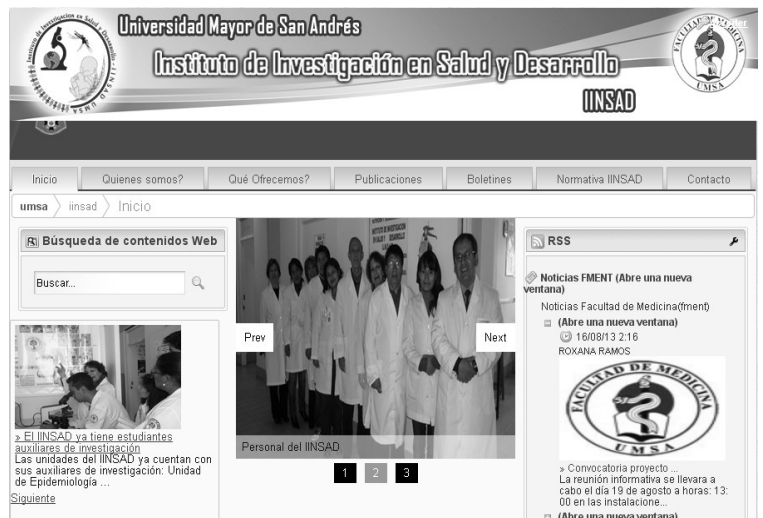 Universidad Mayor de San Andrés
Instituto de Investigación en Salud y Desarrollo
IINSAD
FACULTAD DE MEDICINA
UMSA
UMSA
Inicio
Quienes somos?
Qué Ofrecemos?
Publicaciones
Boletines
Normativa IINSAD
Contacto
umsa
iinsad
Inicio
Búsqueda de contenidos Web
Buscar...
» El IINSAD ya tiene estudiantes
auxiliares de investigación
Las unidades del IINSAD ya cuentan con
sus auxiliares de investigación: Unidad
de Epidemiología ...
Siguiente
Prev
Next
Personal del IINSAD
1
2
3
RSS
Noticias FMENT (Abre una nueva
ventana)
Noticias Facultad de Medicina(fment)
(Abre una nueva ventana)
16/08/13 2:16
ROXANA RAMOS
FACULTAD DE MEDICINA
UMSA
» Convocatoria proyecto ...
La reunión informativa se llevara a
cabo el día 19 de agosto a horas: 13:
00 en las instalacione...
(Abre una nueva ventana)